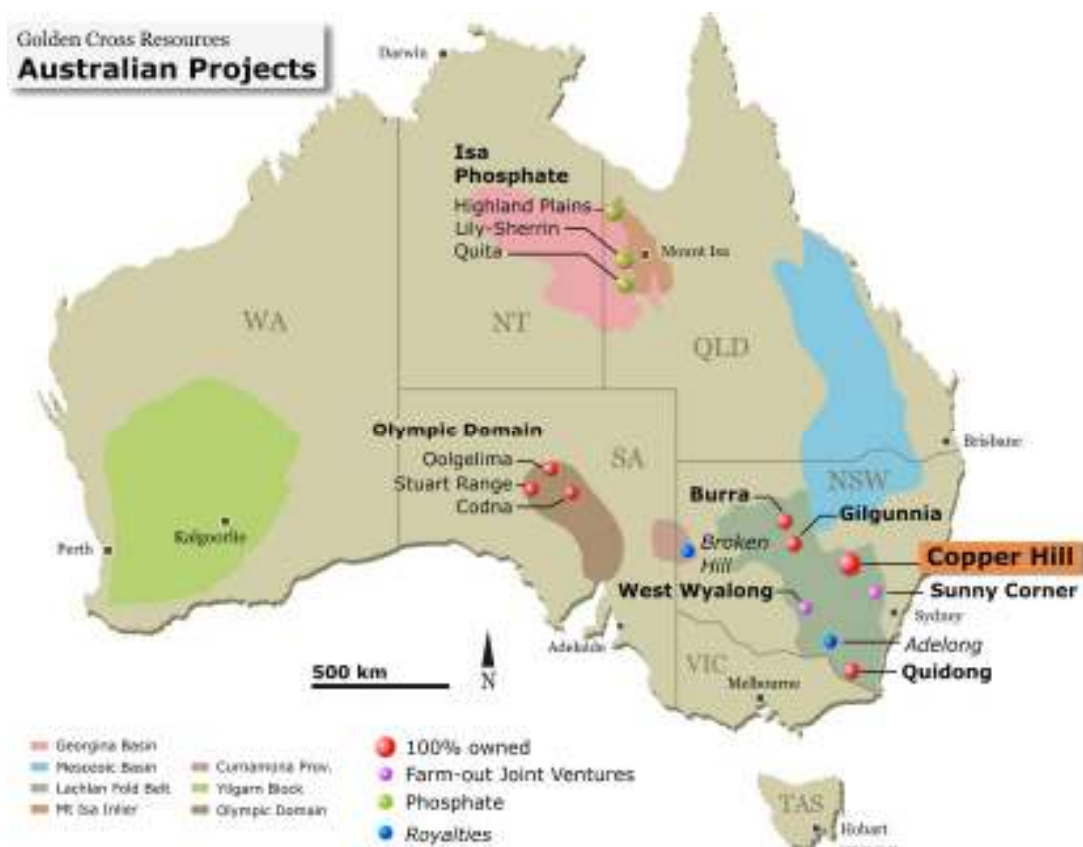 Golden Cross Resources
Australian Projects
Darwin
Isa
Phosphate
Highland Plains
Lily-Sherrin
Quita
Mount Isa
WA
NT
QLD
Olympic Domain
Oolgelima
Stuart Range
Codna
SA
Brisbane
NSW
Burra
Gilgunnia
Perth
Kalgoorlie
Broken
Hill
Copper Hill
West Wyalong
Sunny Corner
Sydney
Adelaide
Adelong
VIC
Quidong
500 km
N
Melbourne
Georgina Basin
Mesozoic Basin
Lachlan Fold Belt
Mt Isa Inlier
Curnamona Prov.
Yilgarn Block
Olympic Domain
100% owned
Farm-out Joint Ventures
Phosphate
Royalties
TAS
Hobart